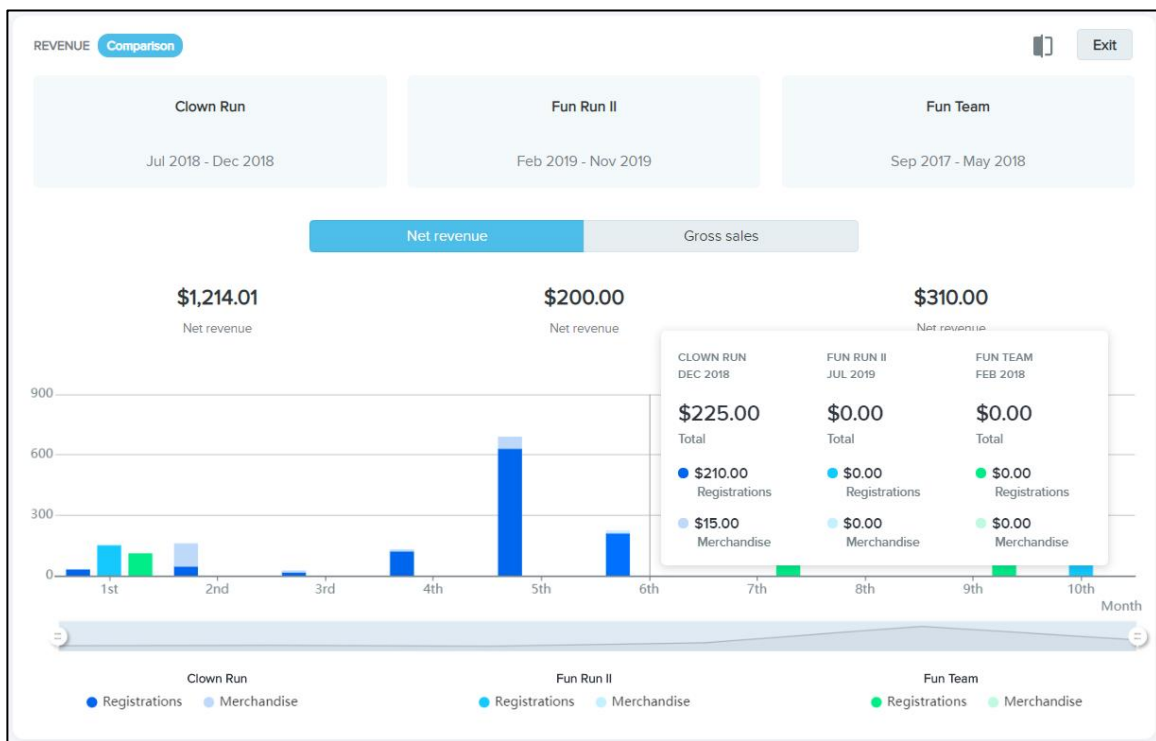 REVENUE Comparison Exit
Clown Run Fun Run II Fun Team
Jul 2018 - Dec 2018 Feb 2019 - Nov 2019 Sep 2017 - May 2018
Net revenue Gross sales
$1,214.01 $200.00 $310.00
Net revenue Net revenue Net revenue
CLOWN RUN FUN RUN II FUN TEAM
DEC 2018 JUL 2019 FEB 2018
$225.00 $0.00 $0.00
Total Total Total
$210.00 $0.00 $0.00
Registrations Registrations Registrations
$15.00 $0.00 $0.00
Merchandise Merchandise Merchandise
900
600
300
0
1st 2nd 3rd 4th 5th 6th 7th 8th 9th 10th
Month
Clown Run Fun Run II Fun Team
Registrations Merchandise Registrations Merchandise Registrations Merchandise